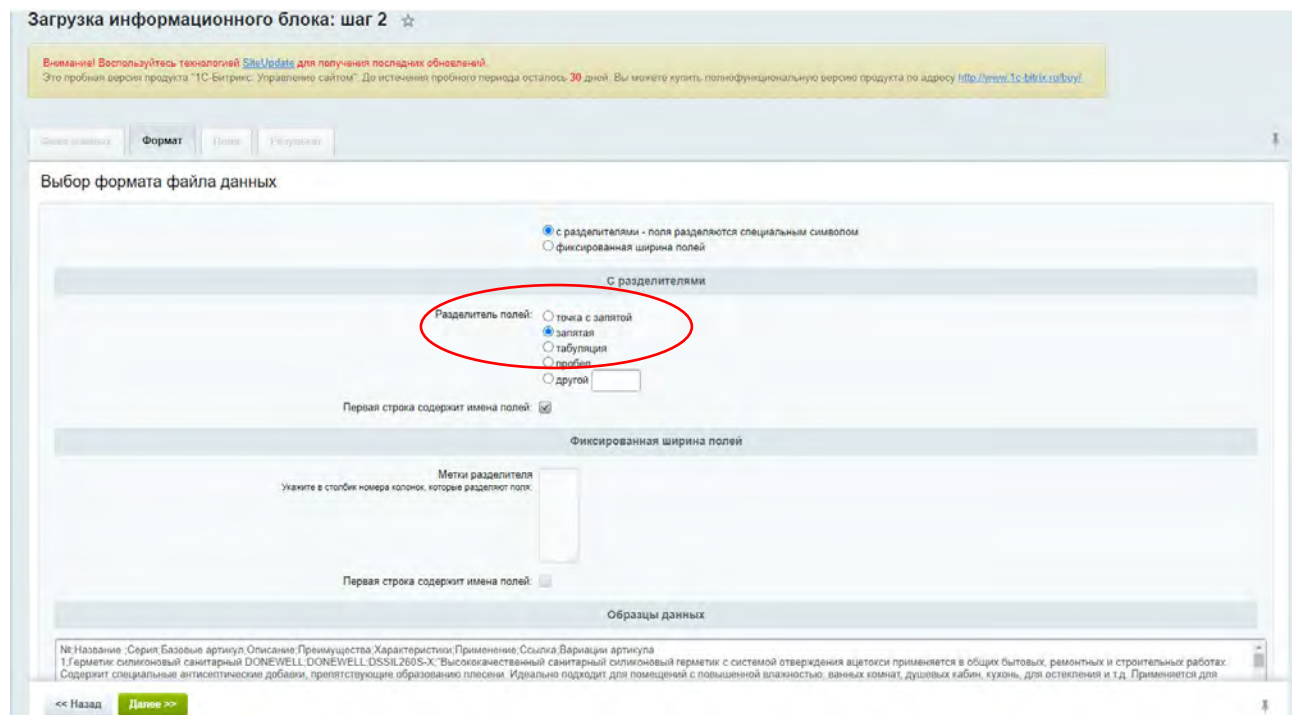 Загрузка информационного блока: шаг 2
Внимание! Воспользуйтесь технологией SiteUpdate для получения последних обновлений.
Это пробная версия продукта "1С-Битрикс: Управление сайтом". До истечения пробного периода осталось 30 дней. Вы можете купить полнофункциональную версию продукта по адресу http://www.1c-bitrix.ru/buy/.
Формат Поля Результат
Выбор формата файла данных
с разделителями - поля разделяются специальным символом
фиксированная ширина полей
С разделителями
Разделитель полей: точка с запятой
запятая
табуляция
пробел
другой
Первая строка содержит имена полей:
Фиксированная ширина полей
Метки разделителя
Укажите в столбик номера колонок, которые разделяют поля:
Первая строка содержит имена полей:
Образцы данных
№;Название ;Серия;Базовые артикул;Описание;Преимущества;Характеристики;Применение;Ссылка;Вариации артикула
1;Герметик силиконовый санитарный DONEWELL;DONEWELL;DSSIL260S-X;"Высококачественный санитарный силиконовый герметик с системой отверждения ацетокси применяется в общих бытовых, ремонтных и строительных работах.
Содержит специальные антисептические добавки, препятствующие образованию плесени. Идеально подходит для помещений с повышенной влажностью, ванных комнат, душевых кабин, кухонь, для остекления и т.д. Применяется для
<< Назад Далее >>